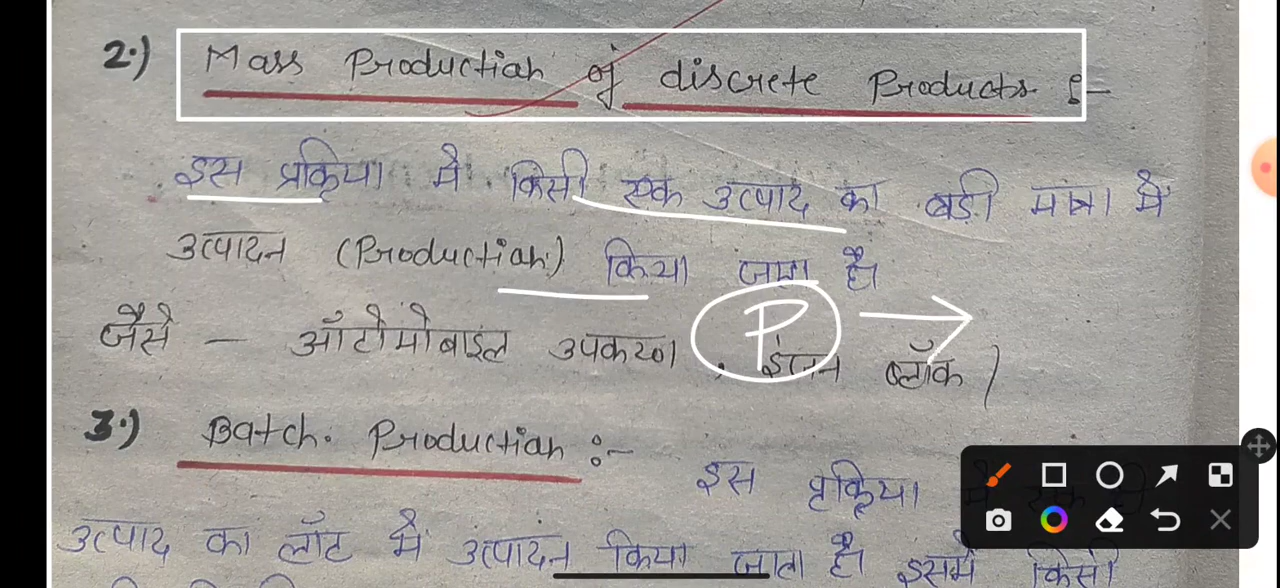 2.) Mass Production of discrete Products :-
इस प्रक्रिया मे किसी एक उत्पाद का बड़ी मात्रा मे
उत्पादन (Production) किया जाता है।
P
जैसे - ऑटोमोबाइल उपकरण, इंजन ब्लॉक।
3.) Batch. Production :-
इस प्रक्रिया मे एक ही
उत्पाद का लॉट मे उत्पादन किया जाता है। इसमे किसी